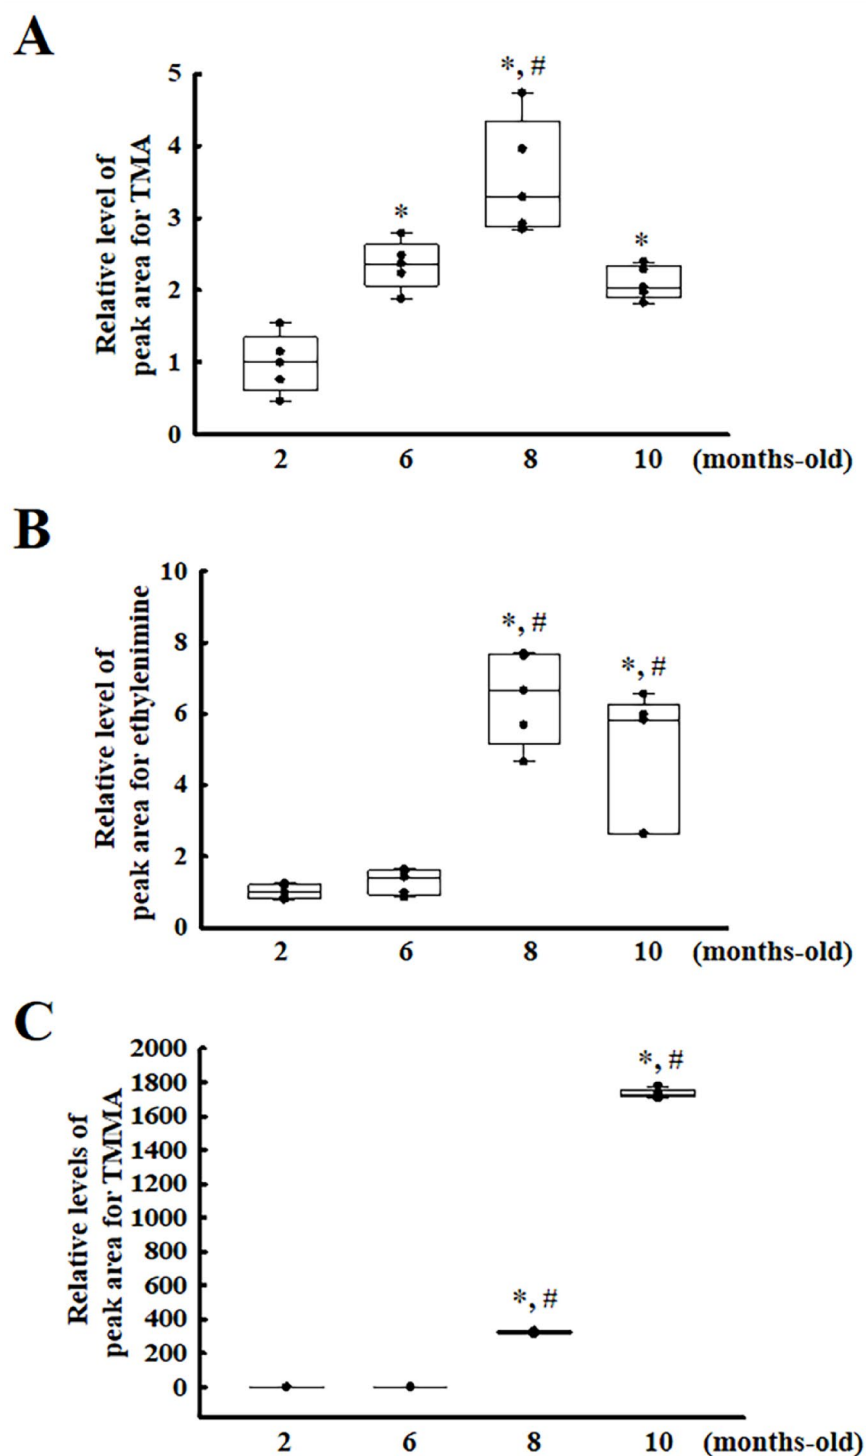 A
Relative level of
peak area for TMA
5
4
3
2
1
0
*
*, #
*
2 6 8 10 (months-old)
B
Relative level of
peak area for ethylenimine
10
8
6
4
2
0
*, #
*, #
2 6 8 10 (months-old)
C
Relative levels of
peak area for TMMA
2000
1800
1600
1400
1200
1000
800
600
400
200
0
*, #
*, #
2 6 8 10 (months-old)